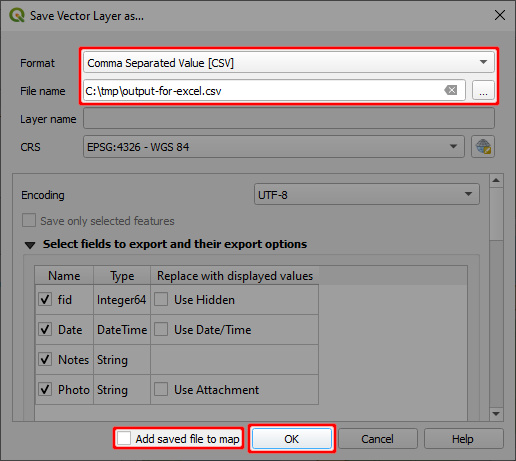 Save Vector Layer as...
Format Comma Separated Value [CSV]
File name C:\tmp\output-for-excel.csv ...
Layer name
CRS EPSG:4326 - WGS 84
Encoding UTF-8
Save only selected features
Select fields to export and their export options
Name Type Replace with displayed values
fid Integer64 Use Hidden
Date DateTime Use Date/Time
Notes String
Photo String Use Attachment
Add saved file to map OK Cancel Help